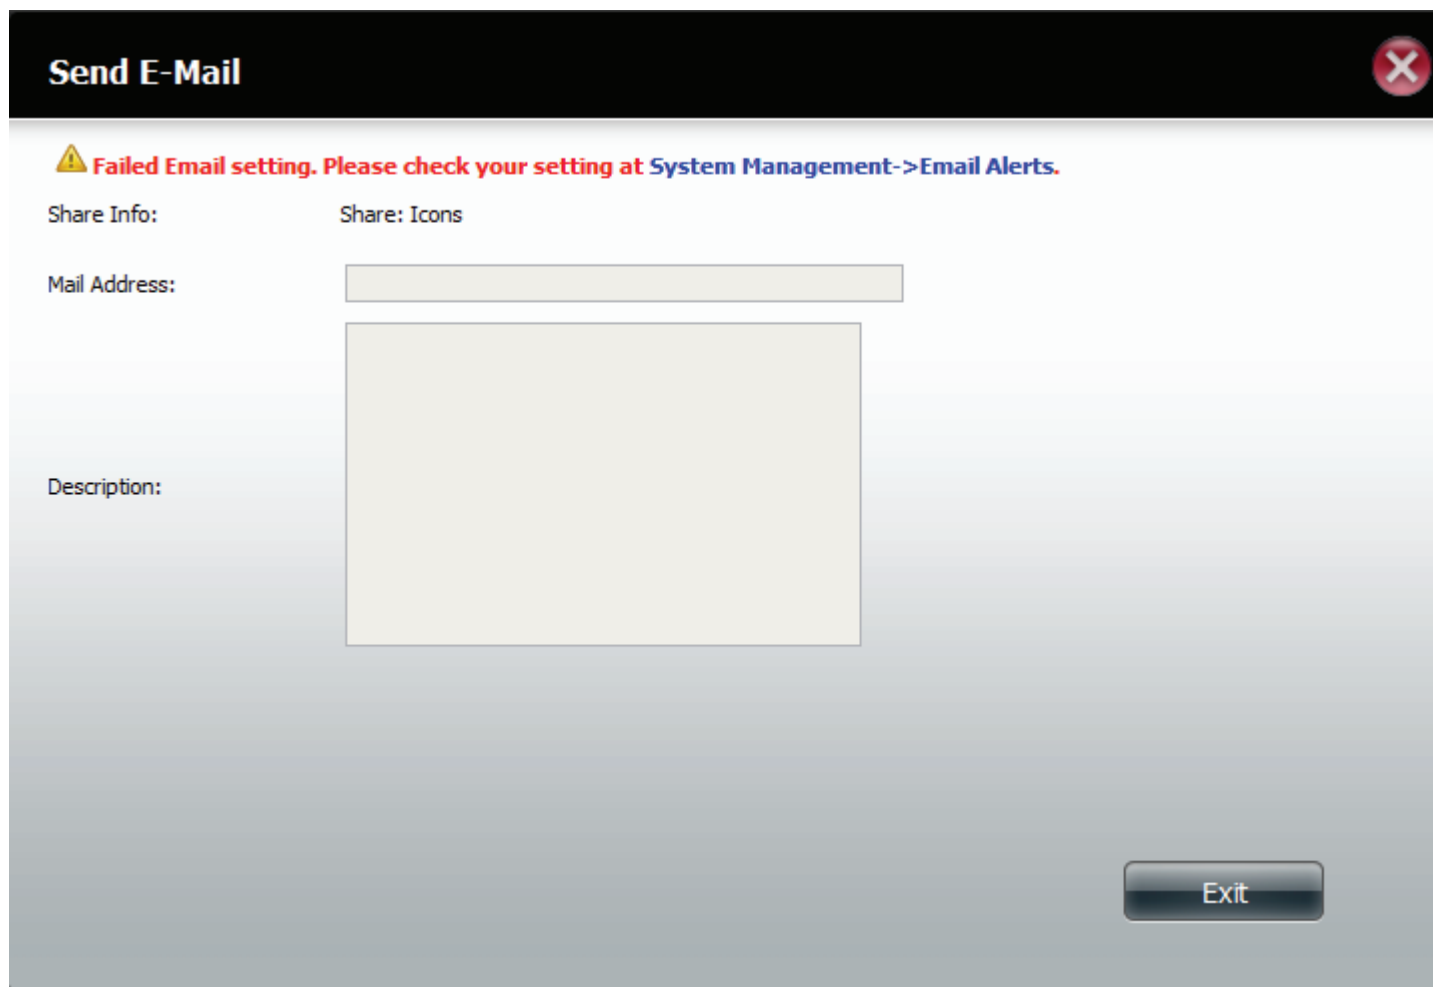 Send E-Mail
Failed Email setting. Please check your setting at System Management->Email Alerts.
Share Info: Share: Icons
Mail Address:
Description:
Exit